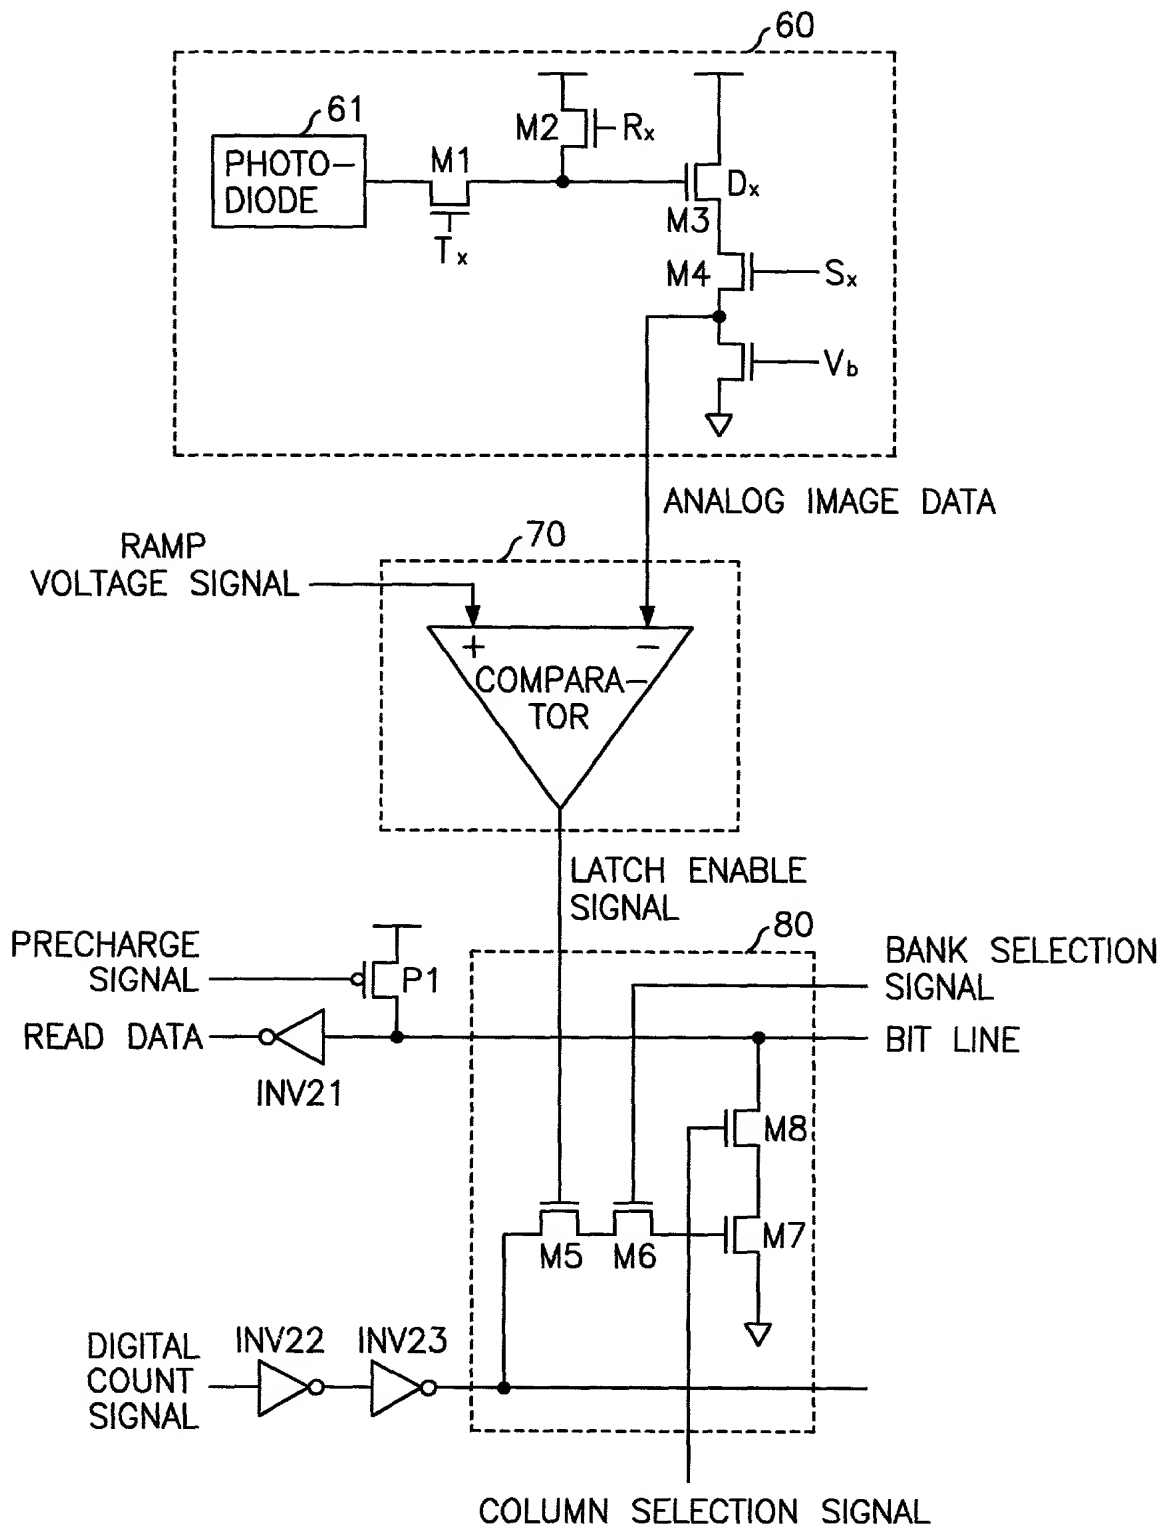 60
61
PHOTO-
DIODE
M1
Tx
M2
Rx
Dx
M3
M4
Sx
Vb
ANALOG IMAGE DATA
RAMP
VOLTAGE SIGNAL
70
+
−
COMPARA-
TOR
LATCH ENABLE
SIGNAL
80
PRECHARGE
SIGNAL
P1
BANK SELECTION
SIGNAL
READ DATA
INV21
BIT LINE
M8
M5
M6
M7
DIGITAL
COUNT
SIGNAL
INV22
INV23
COLUMN SELECTION SIGNAL